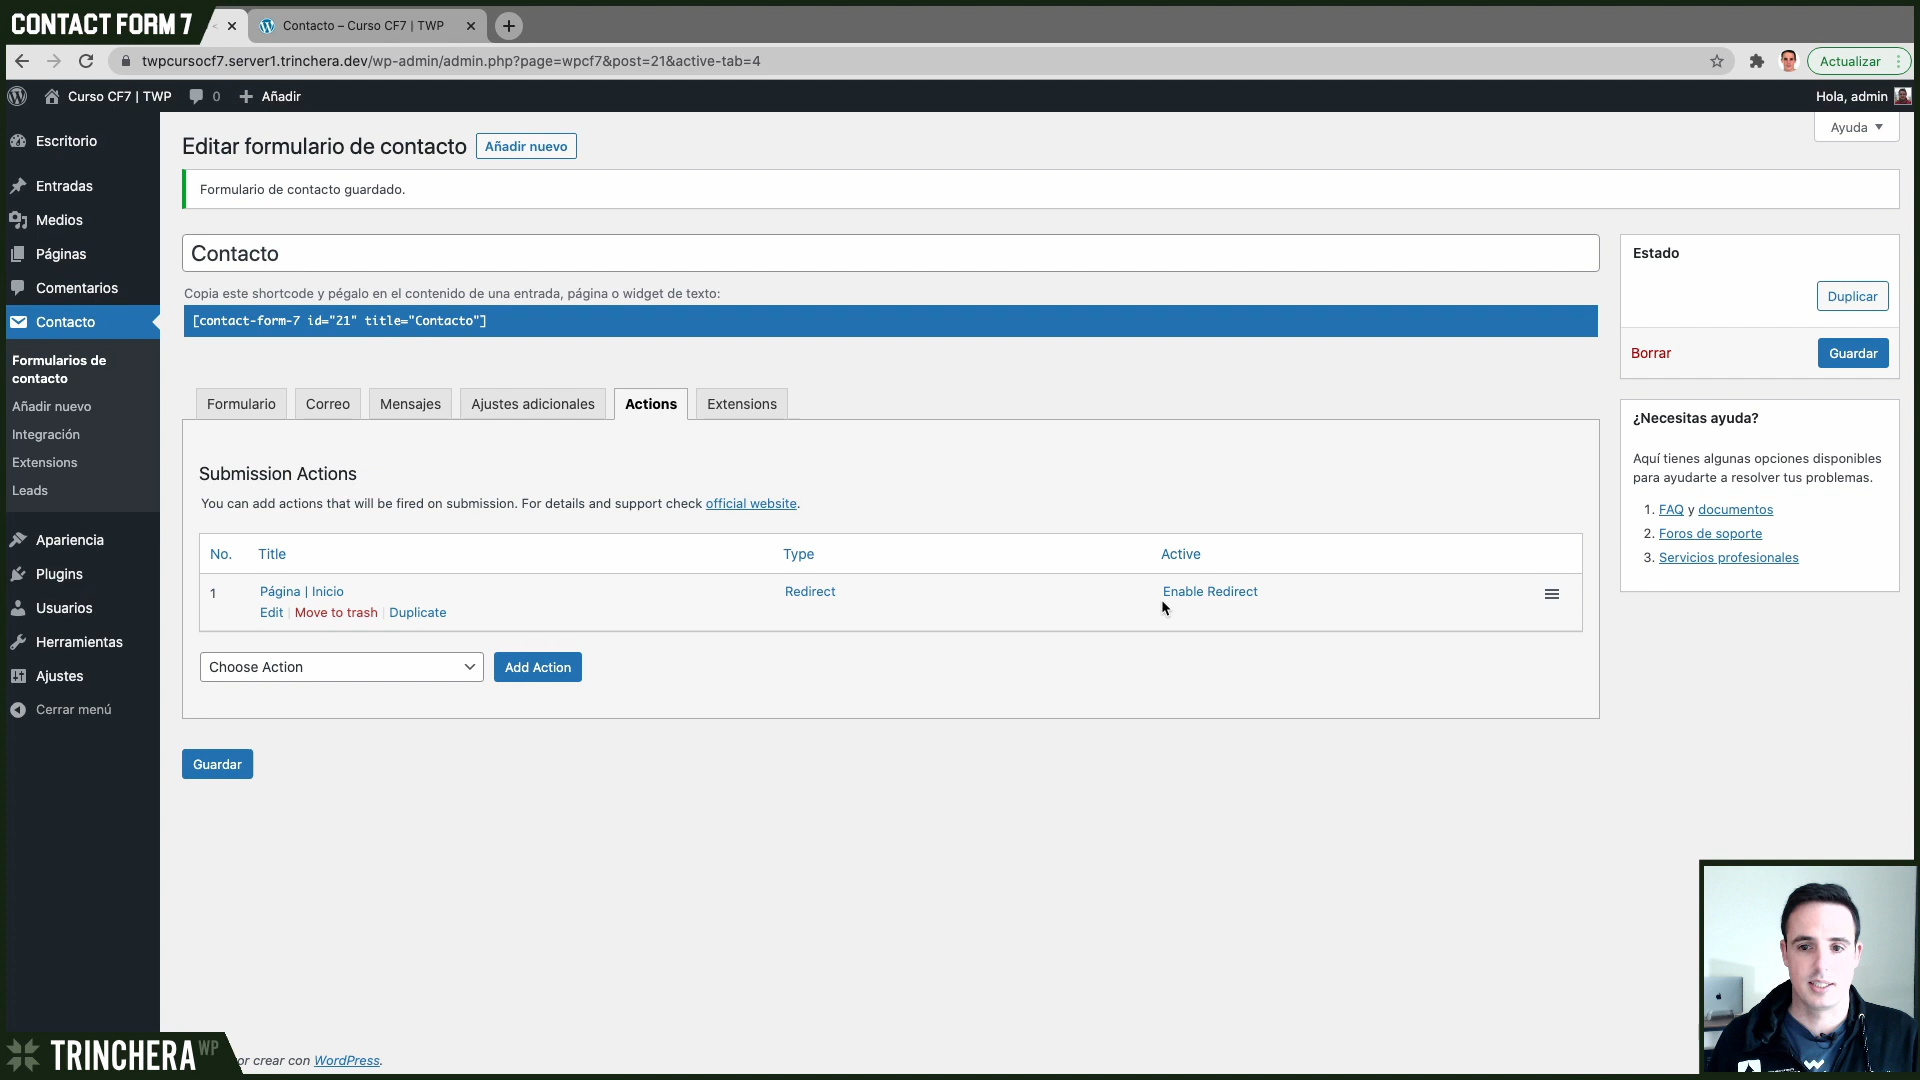 CONTACT FORM 7
Contacto – Curso CF7 | TWP
twpcursocf7.server1.trinchera.dev/wp-admin/admin.php?page=wpcf7&post=21&active-tab=4
Actualizar
Curso CF7 | TWP
0
Añadir
Hola, admin
Escritorio
Entradas
Medios
Páginas
Comentarios
Contacto
Formularios de
contacto
Añadir nuevo
Integración
Extensions
Leads
Apariencia
Plugins
Usuarios
Herramientas
Ajustes
Cerrar menú
Ayuda
Editar formulario de contacto
Añadir nuevo
Formulario de contacto guardado.
Contacto
Copia este shortcode y pégalo en el contenido de una entrada, página o widget de texto:
[contact-form-7 id="21" title="Contacto"]
Formulario
Correo
Mensajes
Ajustes adicionales
Actions
Extensions
Submission Actions
You can add actions that will be fired on submission. For details and support check official website.
No. Title Type Active
1 Página | Inicio Redirect Enable Redirect
Edit | Move to trash | Duplicate
Choose Action
Add Action
Guardar
Estado
Duplicar
Borrar
Guardar
¿Necesitas ayuda?
Aquí tienes algunas opciones disponibles
para ayudarte a resolver tus problemas.
1. FAQ y documentos
2. Foros de soporte
3. Servicios profesionales
or crear con WordPress.
TRINCHERA WP